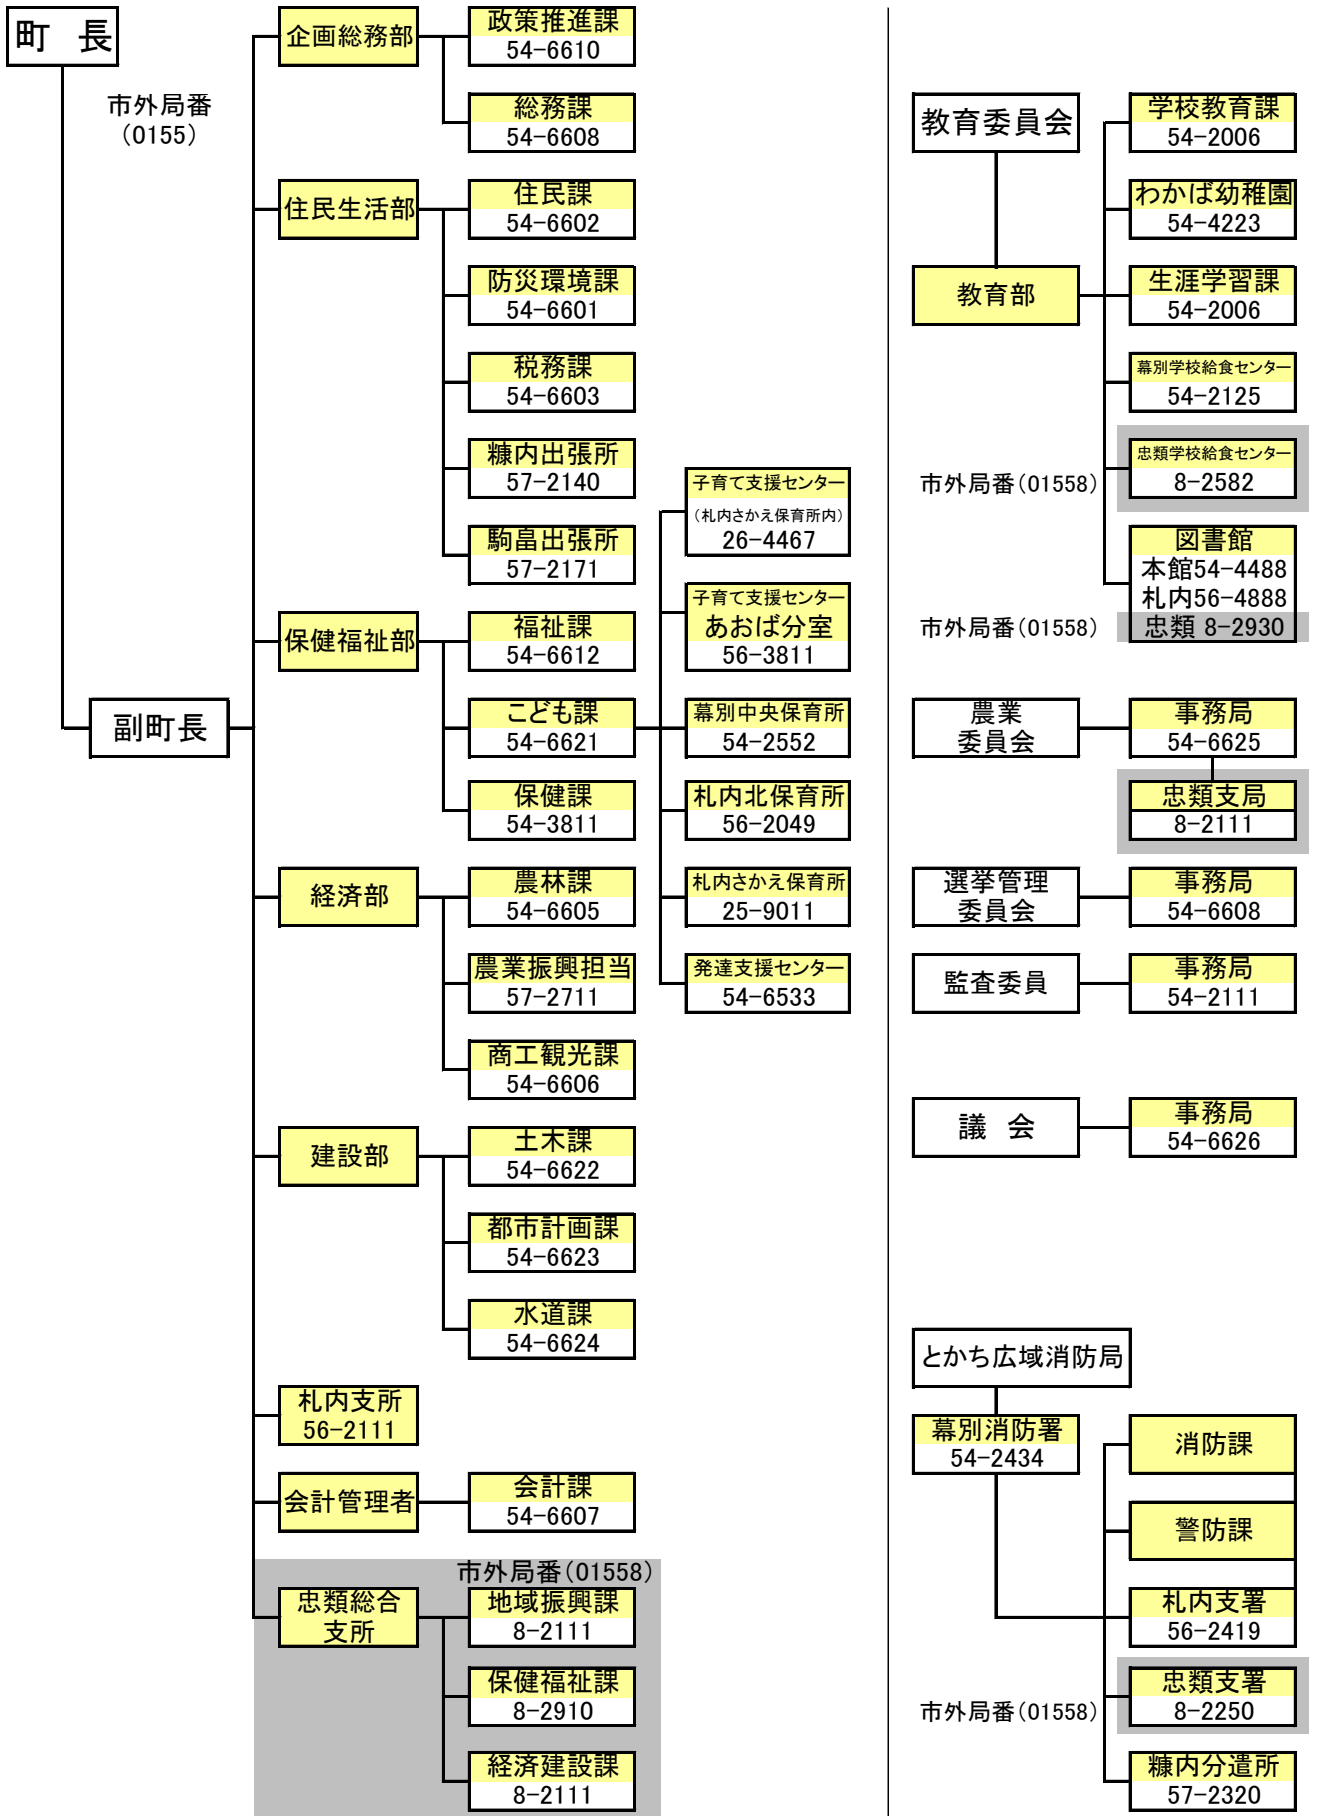 町 長
市外局番
(0155)
副町長
企画総務部
政策推進課
54-6610
総務課
54-6608
住民生活部
住民課
54-6602
防災環境課
54-6601
税務課
54-6603
糠内出張所
57-2140
駒畠出張所
57-2171
保健福祉部
福祉課
54-6612
こども課
54-6621
保健課
54-3811
子育て支援センター
(札内さかえ保育所内)
26-4467
子育て支援センター
あおば分室
56-3811
幕別中央保育所
54-2552
札内北保育所
56-2049
札内さかえ保育所
25-9011
発達支援センター
54-6533
経済部
農林課
54-6605
農業振興担当
57-2711
商工観光課
54-6606
建設部
土木課
54-6622
都市計画課
54-6623
水道課
54-6624
札内支所
56-2111
会計管理者
会計課
54-6607
市外局番(01558)
忠類総合
支所
地域振興課
8-2111
保健福祉課
8-2910
経済建設課
8-2111
教育委員会
教育部
学校教育課
54-2006
わかば幼稚園
54-4223
生涯学習課
54-2006
幕別学校給食センター
54-2125
市外局番(01558)
忠類学校給食センター
8-2582
図書館
本館54-4488
札内56-4888
市外局番(01558)
忠類 8-2930
農業
委員会
事務局
54-6625
忠類支局
8-2111
選挙管理
委員会
事務局
54-6608
監査委員
事務局
54-2111
議 会
事務局
54-6626
とかち広域消防局
幕別消防署
54-2434
消防課
警防課
札内支署
56-2419
市外局番(01558)
忠類支署
8-2250
糠内分遣所
57-2320